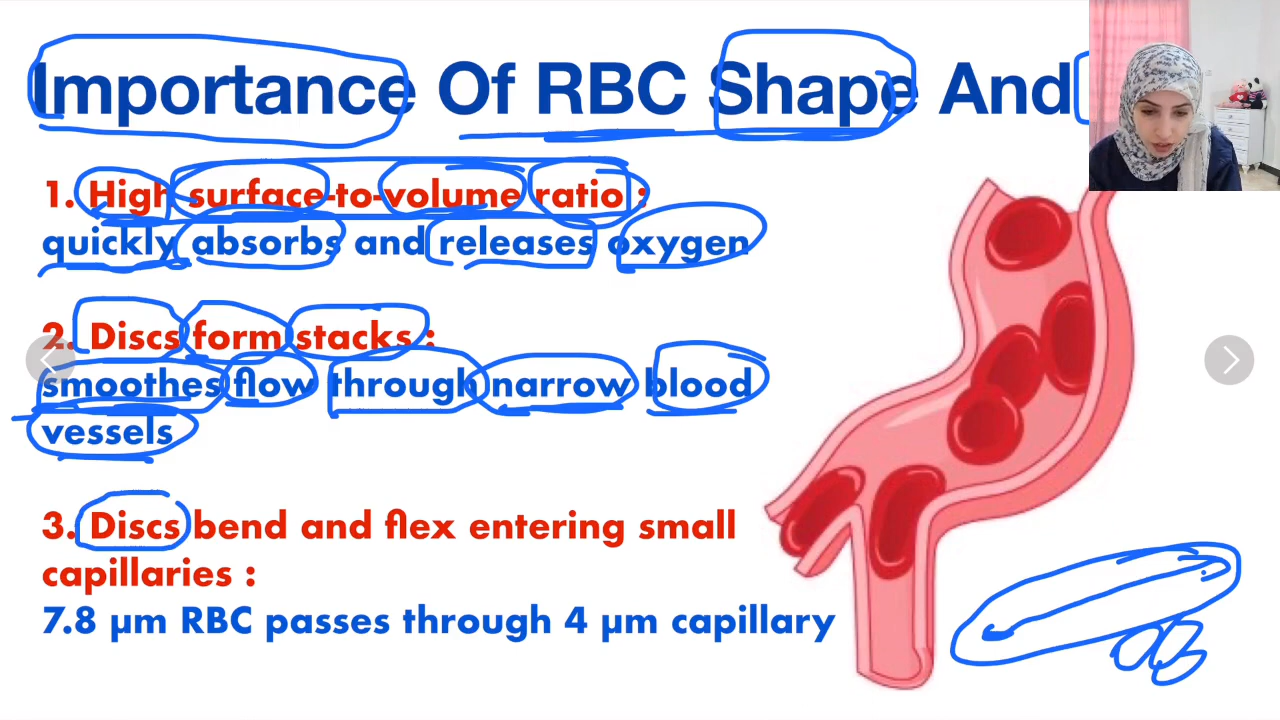 Importance Of RBC Shape And
1. High surface-to-volume ratio :
quickly absorbs and releases oxygen
2. Discs form stacks :
smoothes flow through narrow blood
vessels
3. Discs bend and flex entering small
capillaries :
7.8 µm RBC passes through 4 µm capillary